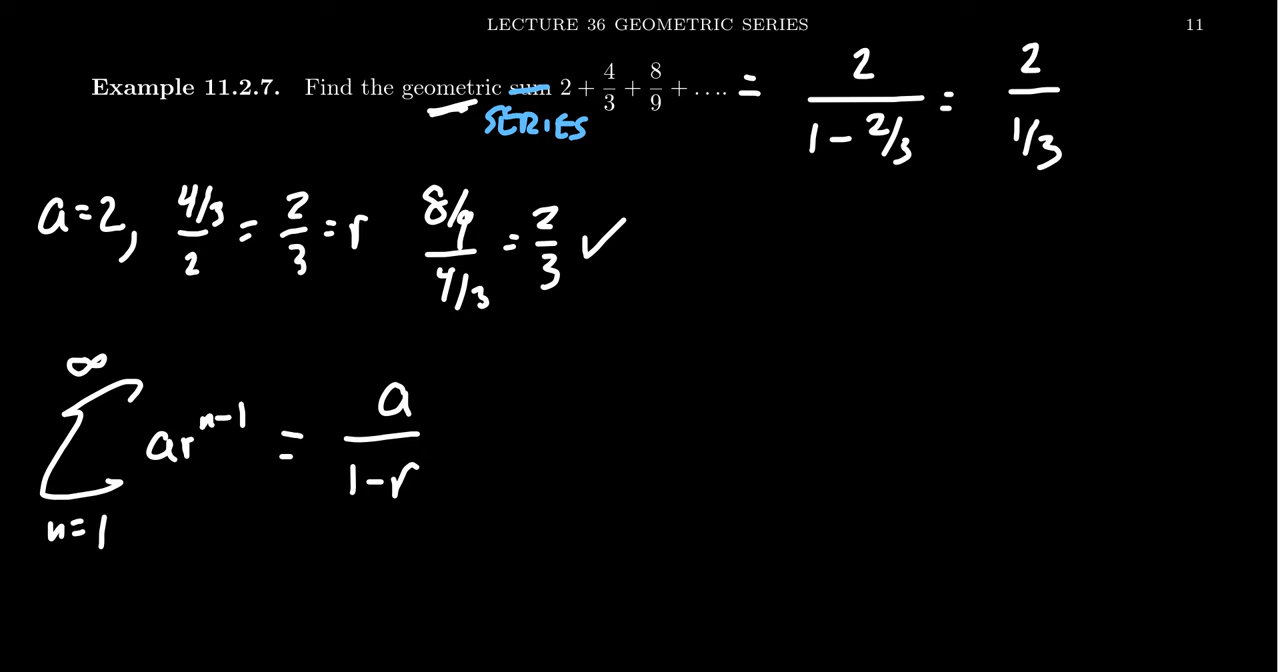 LECTURE 36 GEOMETRIC SERIES 11
Example 11.2.7. Find the geometric sum 2 + 4/3 + 8/9 + .... = 2/(1 - 2/3) = 2/(1/3)
SERIES
a = 2, (4/3)/2 = 2/3 = r (8/9)/(4/3) = 2/3 ✓
∞
∑ ar^(n-1) = a/(1-r)
n=1